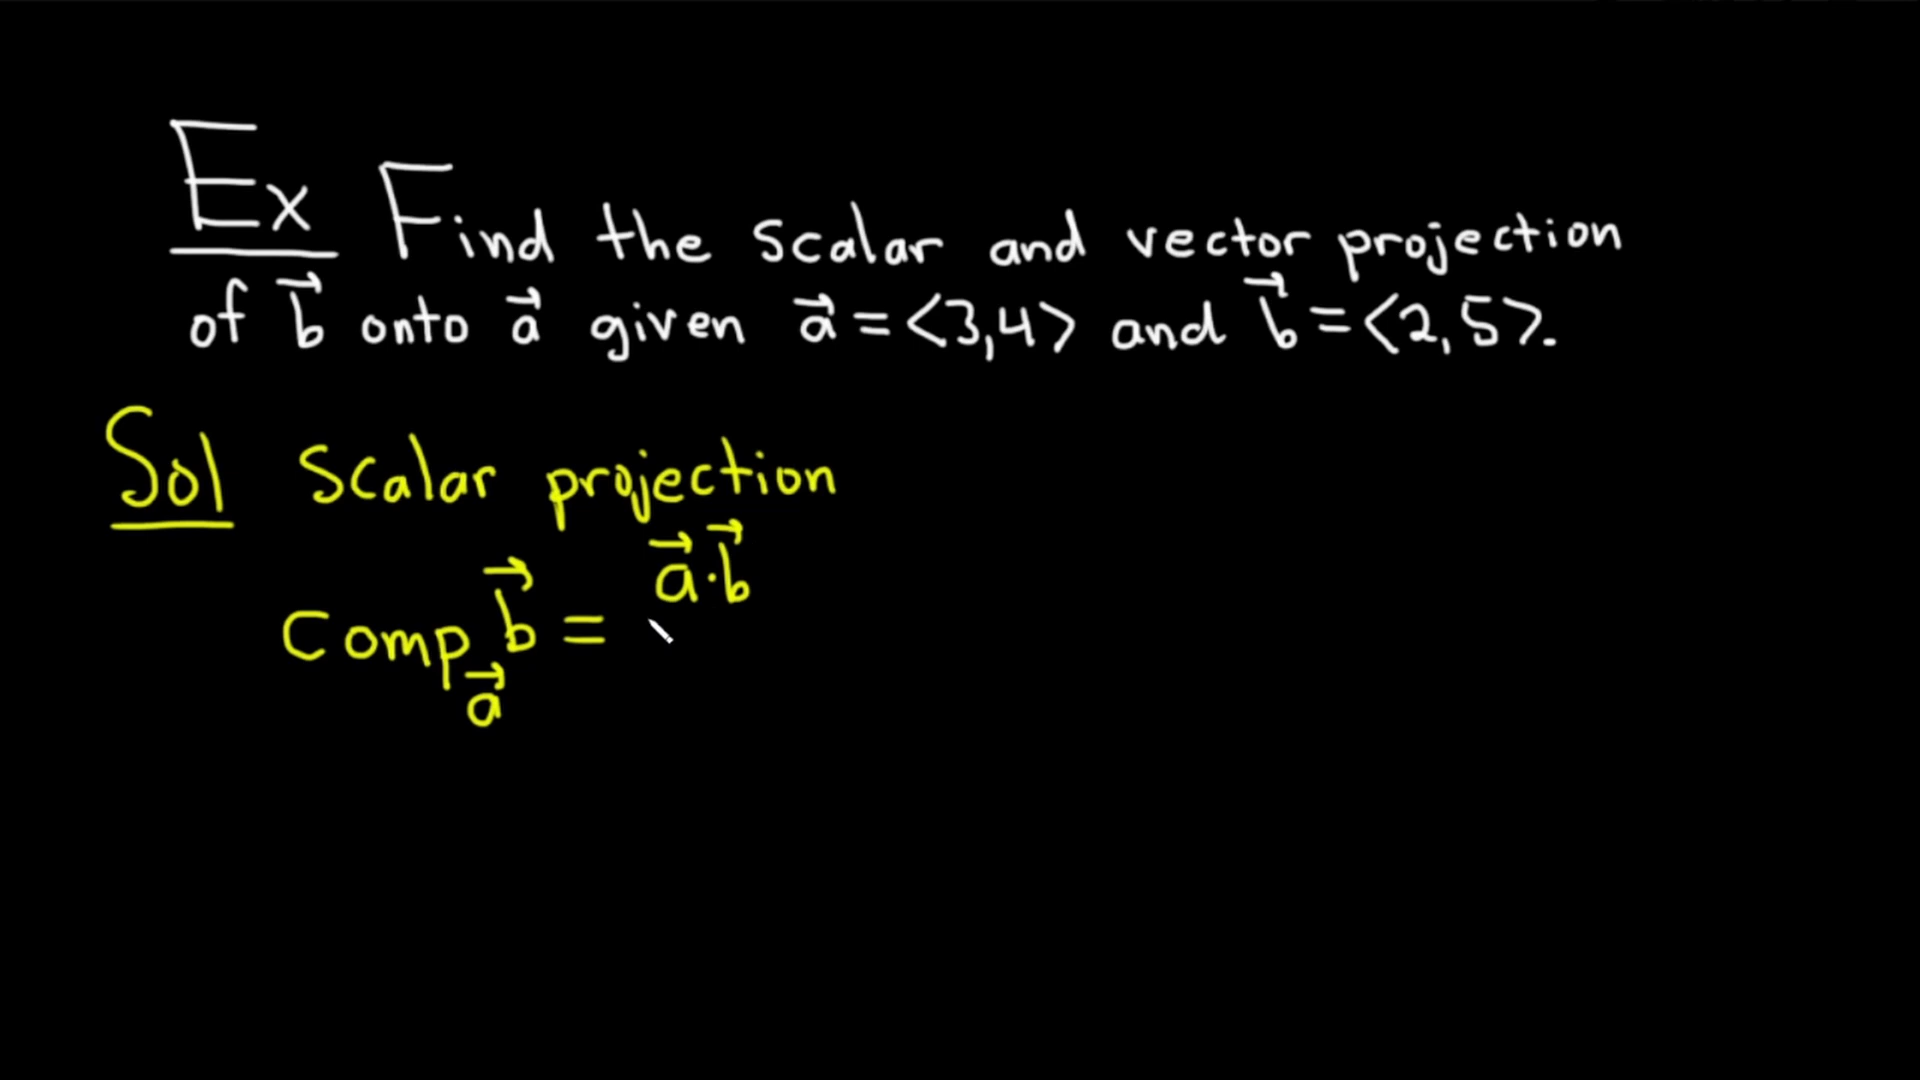 Ex Find the scalar and vector projection
of b⃗ onto a⃗ given a⃗ = <3,4> and b⃗ = <2,5>.
Sol Scalar projection
Comp_a⃗ b⃗ = a⃗·b⃗